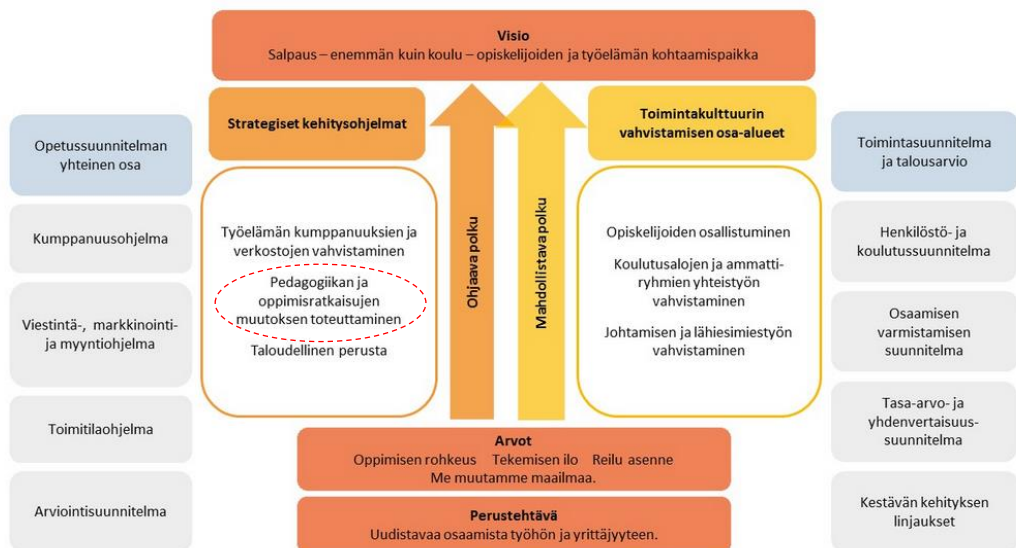 Visio
Salpaus – enemmän kuin koulu – opiskelijoiden ja työelämän kohtaamispaikka
Opetussuunnitelman
yhteinen osa
Kumppanuusohjelma
Viestintä-, markkinointi-
ja myyntiohjelma
Toimitilaohjelma
Arviointisuunnitelma
Strategiset kehitysohjelmat
Työelämän kumppanuuksien ja
verkostojen vahvistaminen
Pedagogiikan ja
oppimisratkaisujen
muutoksen toteuttaminen
Taloudellinen perusta
Ohjaava polku
Mahdollistava polku
Toimintakulttuurin
vahvistamisen osa-alueet
Opiskelijoiden osallistuminen
Koulutusalojen ja ammatti-
ryhmien yhteistyön
vahvistaminen
Johtamisen ja lähiesimiestyön
vahvistaminen
Toimintasuunnitelma
ja talousarvio
Henkilöstö- ja
koulutussuunnitelma
Osaamisen
varmistamisen
suunnitelma
Tasa-arvo- ja
yhdenvertaisuus-
suunnitelma
Kestävän kehityksen
linjaukset
Arvot
Oppimisen rohkeus Tekemisen ilo Reilu asenne
Me muutamme maailmaa.
Perustehtävä
Uudistavaa osaamista työhön ja yrittäjyyteen.